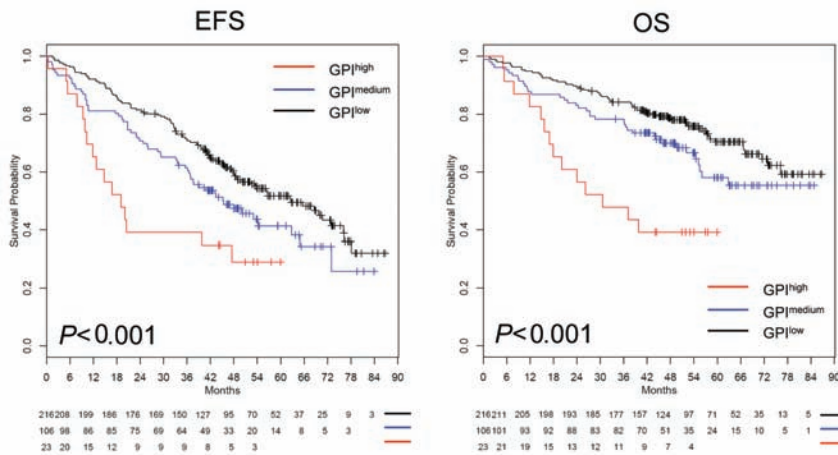 EFS
GPIhigh
GPImedium
GPIlow
Survival Probability
1.0
0.8
0.6
0.4
0.2
0.0
P<0.001
0 6 12 18 24 30 36 42 48 54 60 66 72 78 84 90
Months
216 208 199 186 176 169 150 127 95 70 52 37 25 9 3
106 98 86 85 75 69 64 49 33 20 14 8 5 3
23 20 15 12 9 9 9 8 5 3
OS
Survival Probability
1.0
0.8
0.6
0.4
0.2
0.0
GPIhigh
GPImedium
GPIlow
P<0.001
0 6 12 18 24 30 36 42 48 54 60 66 72 78 84 90
Months
216 211 205 198 193 185 177 157 124 97 71 52 35 13 5
106 101 93 92 88 83 82 70 51 35 24 15 10 5 1
23 21 19 15 13 12 11 9 7 4